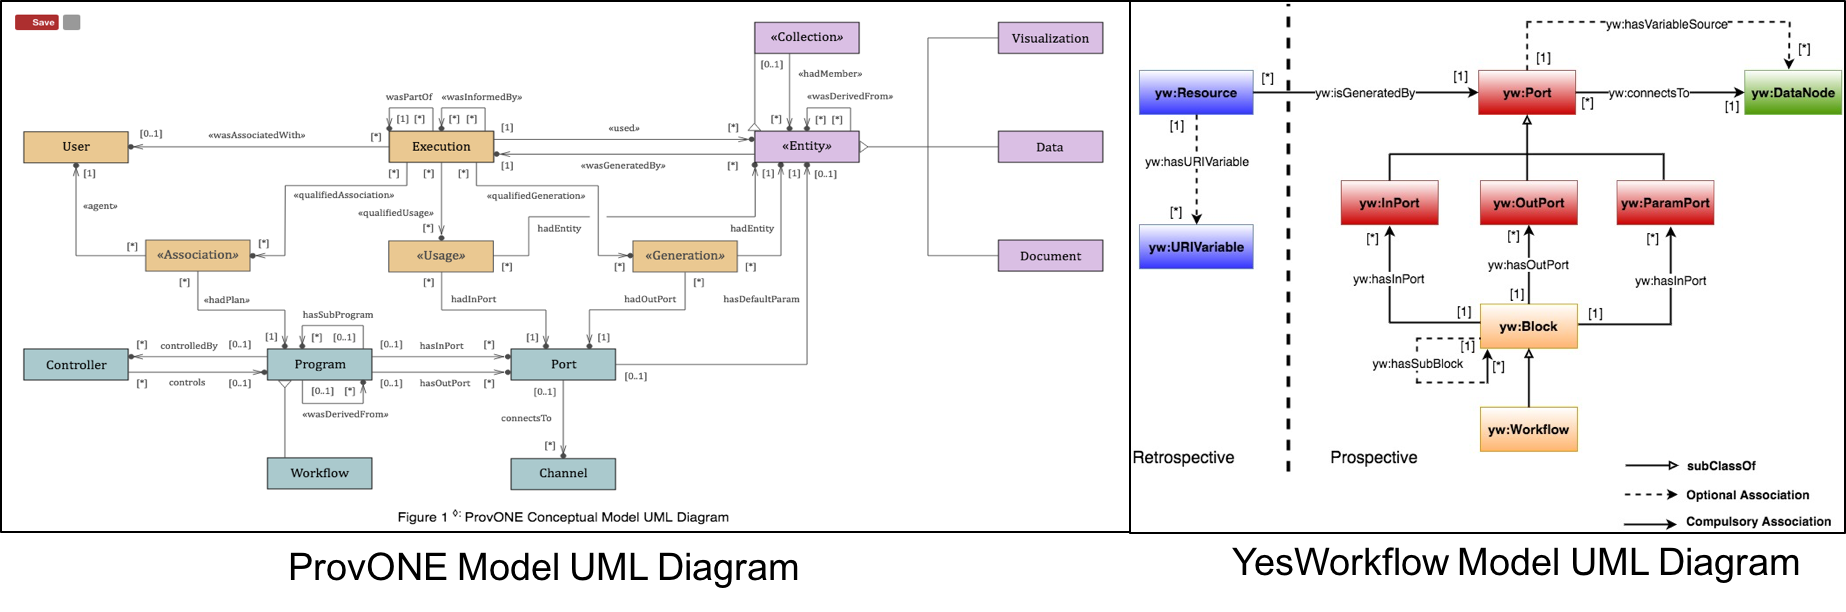 Save
«Collection»
Visualization
[0..1]
«hadMember»
wasPartOf
«wasInformedBy»
«wasDerivedFrom»
[1] [*]
[*] [*]
[*]
[*] [*]
User
[0..1]
«wasAssociatedWith»
[*]
Execution
[1]
«used»
[*]
«Entity»
Data
[1]
«wasGeneratedBy»
[*]
[1]
[*]
[*]
[*]
[1]
[1]
[0..1]
«qualifiedAssociation»
«qualifiedGeneration»
«agent»
«qualifiedUsage»
[*]
hadEntity
hadEntity
[*]
«Association»
[*]
«Usage»
[*]
[*]
«Generation»
[*]
Document
[*]
[*]
[*]
«hadPlan»
hadInPort
hadOutPort
hasDefaultParam
hasSubProgram
[1]
[*]
[0..1]
[1]
[1]
[*]
controlledBy
[0..1]
[0..1]
hasInPort
[*]
Controller
Program
Port
[*]
controls
[0..1]
[0..1]
hasOutPort
[*]
[0..1]
[0..1]
[*]
[0..1]
«wasDerivedFrom»
connectsTo
[*]
Workflow
Channel
Figure 1 ◊: ProvONE Conceptual Model UML Diagram
ProvONE Model UML Diagram
yw:hasVariableSource
[1]
[*]
[*]
[1]
yw:Resource
yw:isGeneratedBy
yw:Port
yw:connectsTo
yw:DataNode
[*]
[1]
[1]
yw:hasURIVariable
[*]
yw:InPort
yw:OutPort
yw:ParamPort
yw:URIVariable
[*]
[*]
[*]
yw:hasInPort
yw:hasOutPort
yw:hasInPort
[1]
[1]
[1]
yw:Block
[1]
yw:hasSubBlock
[*]
yw:Workflow
Retrospective
Prospective
subClassOf
Optional Association
Compulsory Association
YesWorkflow Model UML Diagram